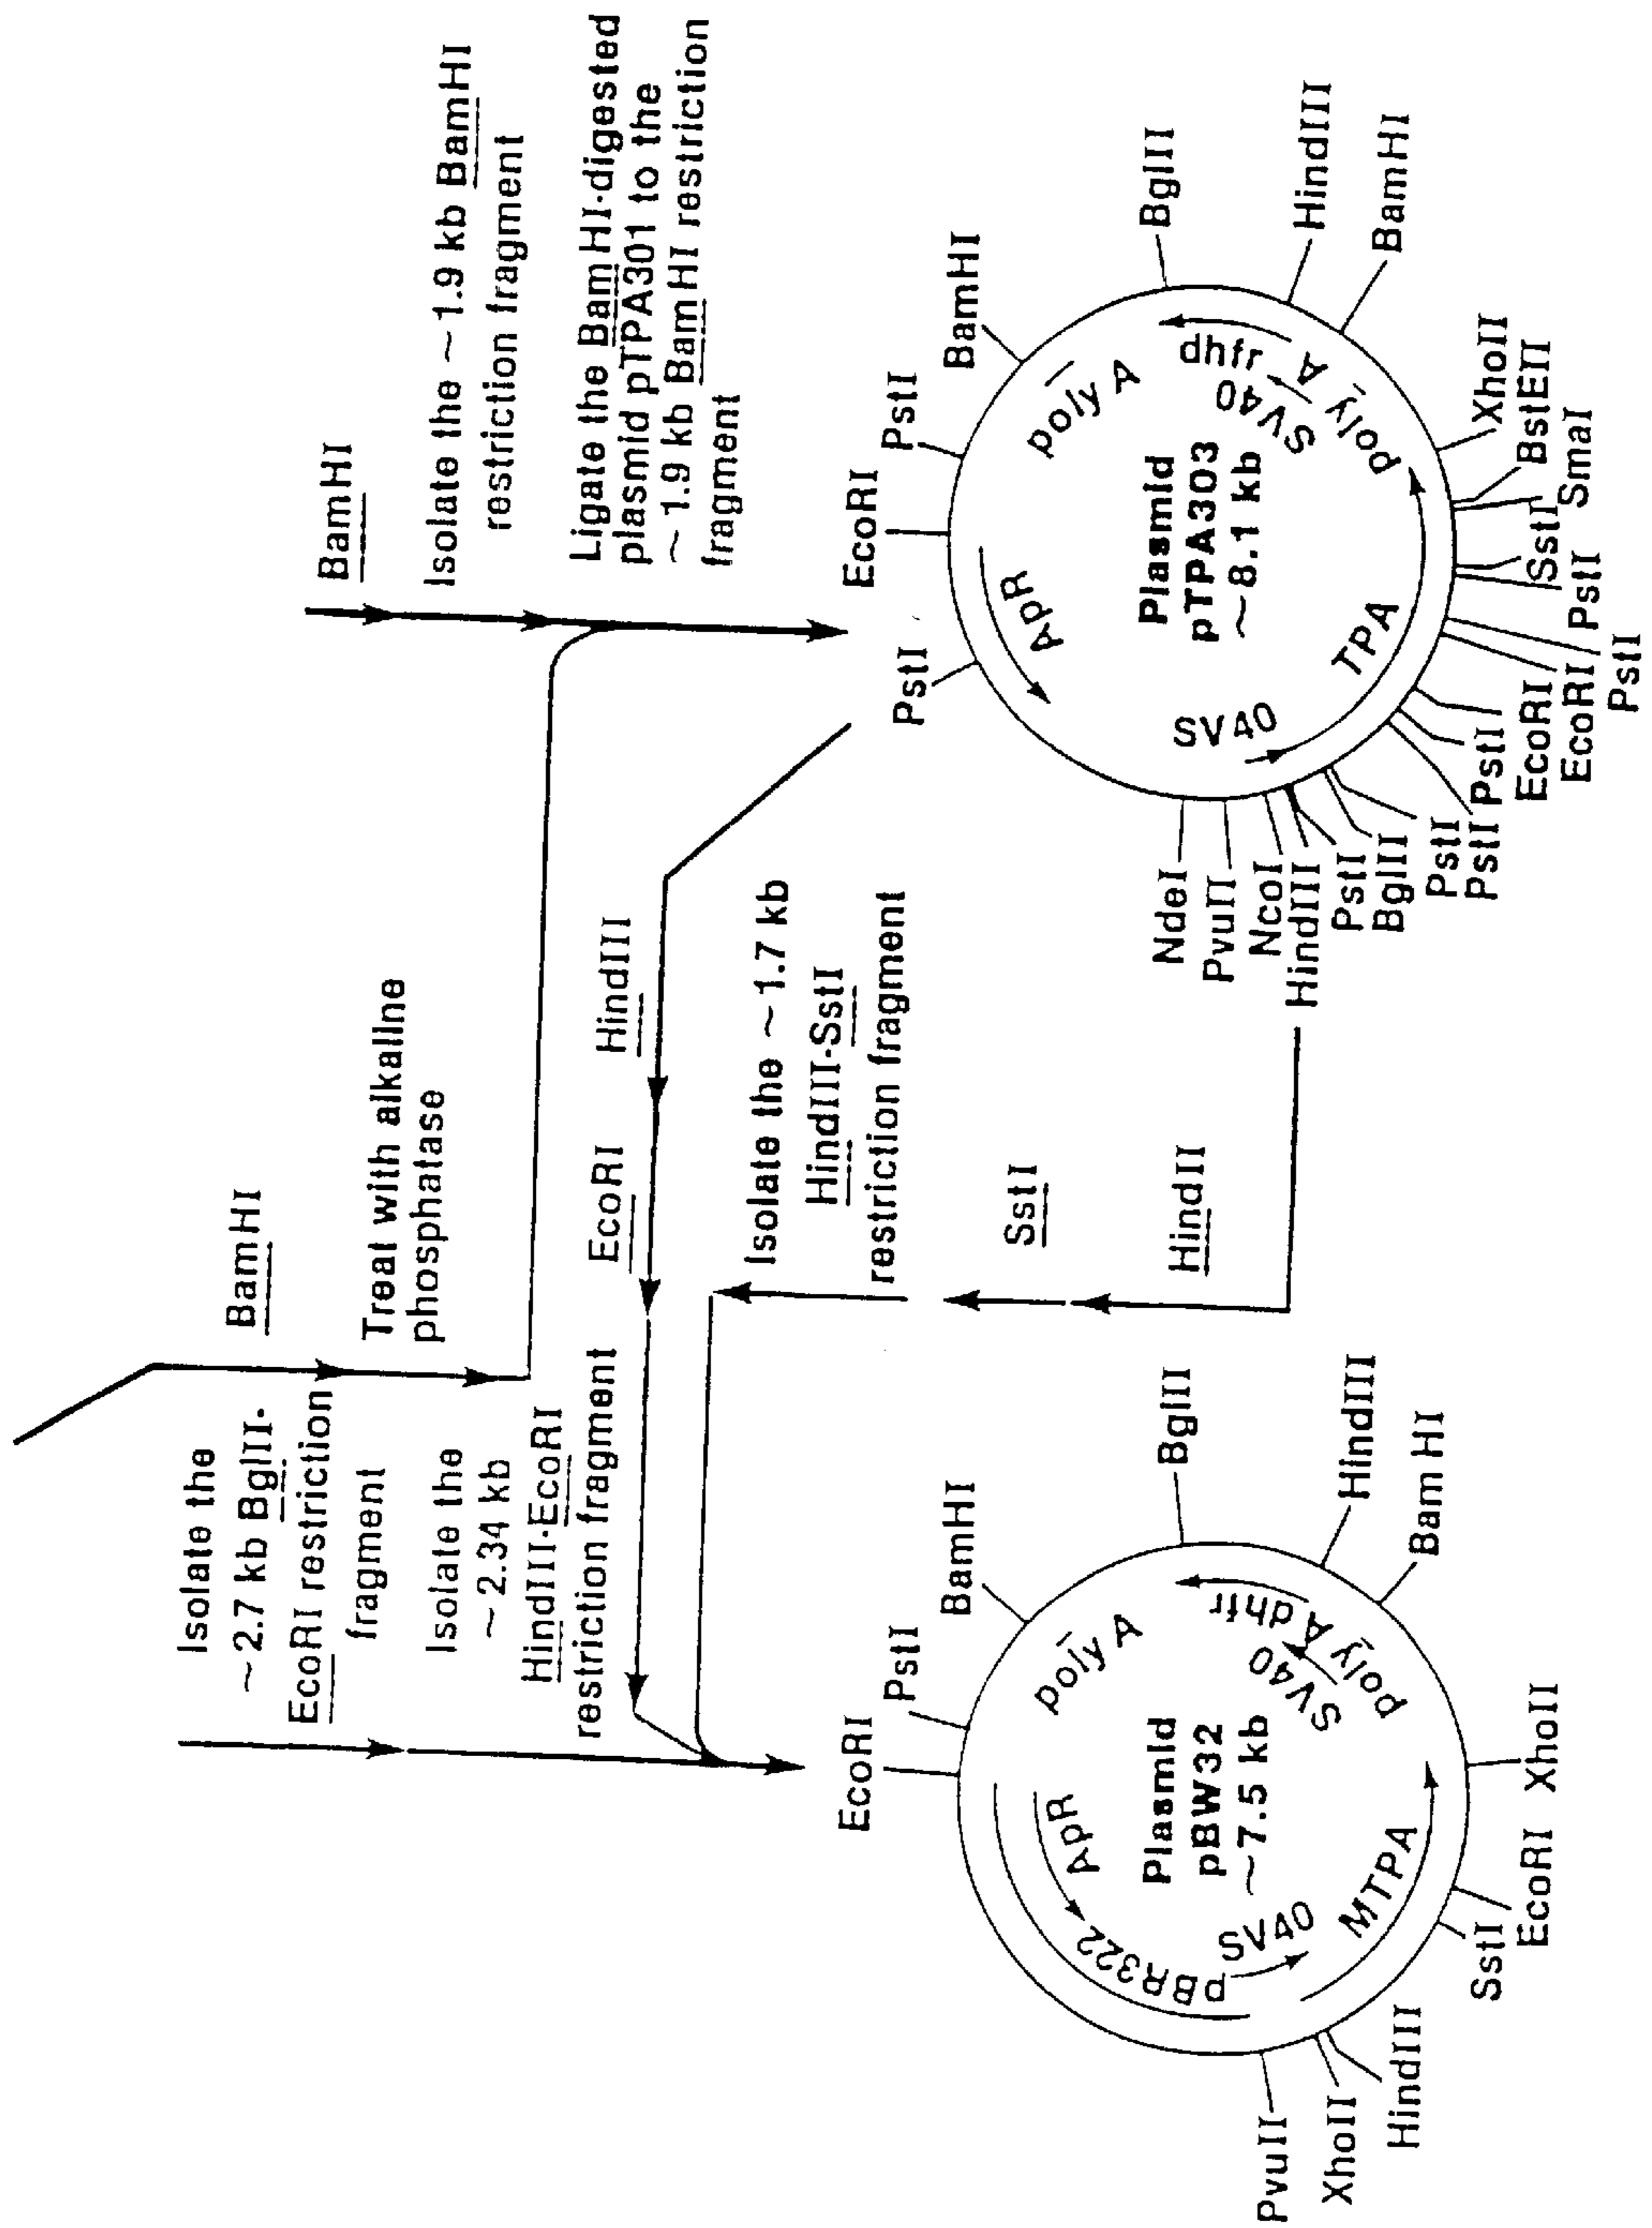 Isolate the
~2.7 kb BglII-
EcoRI restriction
fragment
BamHI
Treat with alkaline
phosphatase
BamHI
Isolate the ~1.9 kb BamHI
restriction fragment
Isolate the
~2.34 kb
HindIII-EcoRI
restriction fragment
EcoRI
HindIII
Ligate the BamHI-digested
plasmid pTPA301 to the
~1.9 kb BamHI restriction
fragment
Isolate the ~1.7 kb
HindIII-SstI
restriction fragment
SstI
HindII
EcoRI
PstI
BamHI
BglII
HindIII
BamHI
XhoII
EcoRI
SstI
HindIII
XhoII
PvuII
ApR
pBR322
SV40
MTPA
poly A
dhfr
SV40
poly A
Plasmid
pBW32
~7.5 kb
PstI
EcoRI
PstI
BamHI
BglII
HindIII
BamHI
XhoII
BstEII
SmaI
SstI
PstI
PstI
EcoRI
EcoRI
PstI
PstI
PstI
BglII
PstI
HindIII
NcoI
PvuII
NdeI
ApR
SV40
TPA
poly A
dhfr
SV40
poly A
Plasmid
pTPA303
~8.1 kb